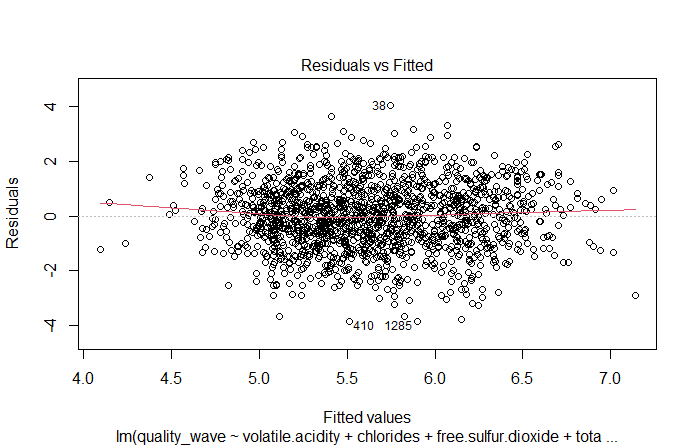 Residuals vs Fitted
Residuals
4
2
0
-2
-4
38
410 1285
4.0 4.5 5.0 5.5 6.0 6.5 7.0
Fitted values
lm(quality_wave ~ volatile.acidity + chlorides + free.sulfur.dioxide + tota ...